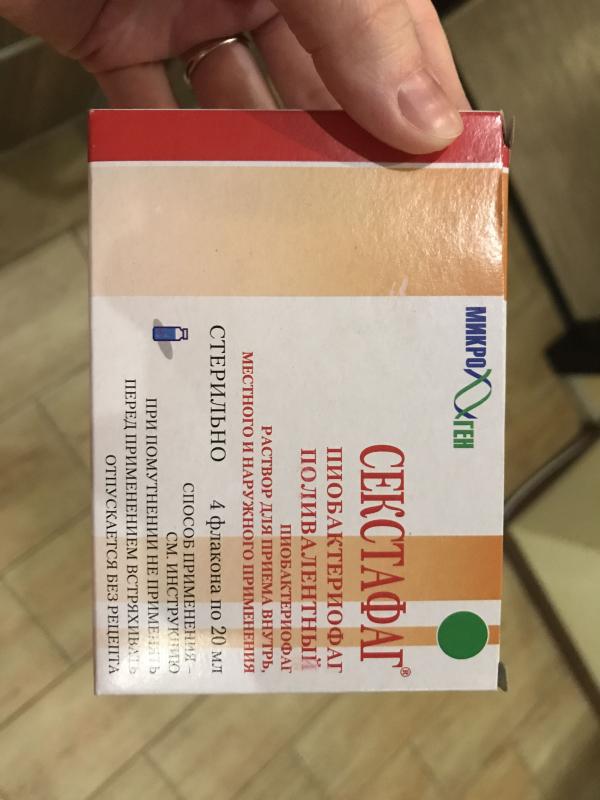 МИКРОГЕН
СЕКСТАФАГ®
ПИОБАКТЕРИОФАГ
ПОЛИВАЛЕНТНЫЙ
ПИОБАКТЕРИОФАГ
РАСТВОР ДЛЯ ПРИЕМА ВНУТРЬ,
МЕСТНОГО И НАРУЖНОГО ПРИМЕНЕНИЯ
СТЕРИЛЬНО 4 флакона по 20 мл
СПОСОБ ПРИМЕНЕНИЯ –
СМ. ИНСТРУКЦИЮ
ПРИ ПОМУТНЕНИИ НЕ ПРИМЕНЯТЬ
ПЕРЕД ПРИМЕНЕНИЕМ ВСТРЯХИВАТЬ
ОТПУСКАЕТСЯ БЕЗ РЕЦЕПТА